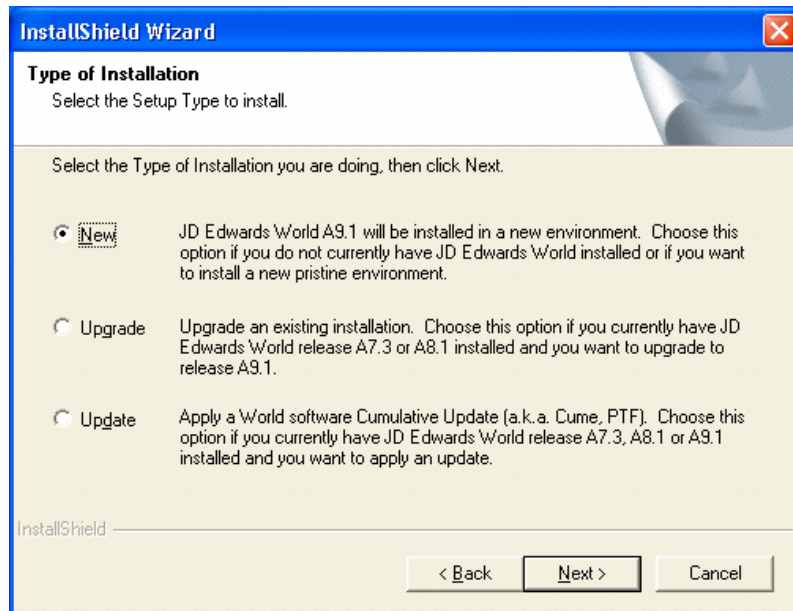 InstallShield Wizard
Type of Installation
Select the Setup Type to install.
Select the Type of Installation you are doing, then click Next.
New
JD Edwards World A9.1 will be installed in a new environment.  Choose this
option if you do not currently have JD Edwards World installed or if you want
to install a new pristine environment.
Upgrade
Upgrade an existing installation.  Choose this option if you currently have JD
Edwards World release A7.3 or A8.1 installed and you want to upgrade to
release A9.1.
Update
Apply a World software Cumulative Update (a.k.a. Cume, PTF).  Choose this
option if you currently have JD Edwards World release A7.3, A8.1 or A9.1
installed and you want to apply an update.
InstallShield
< Back
Next >
Cancel